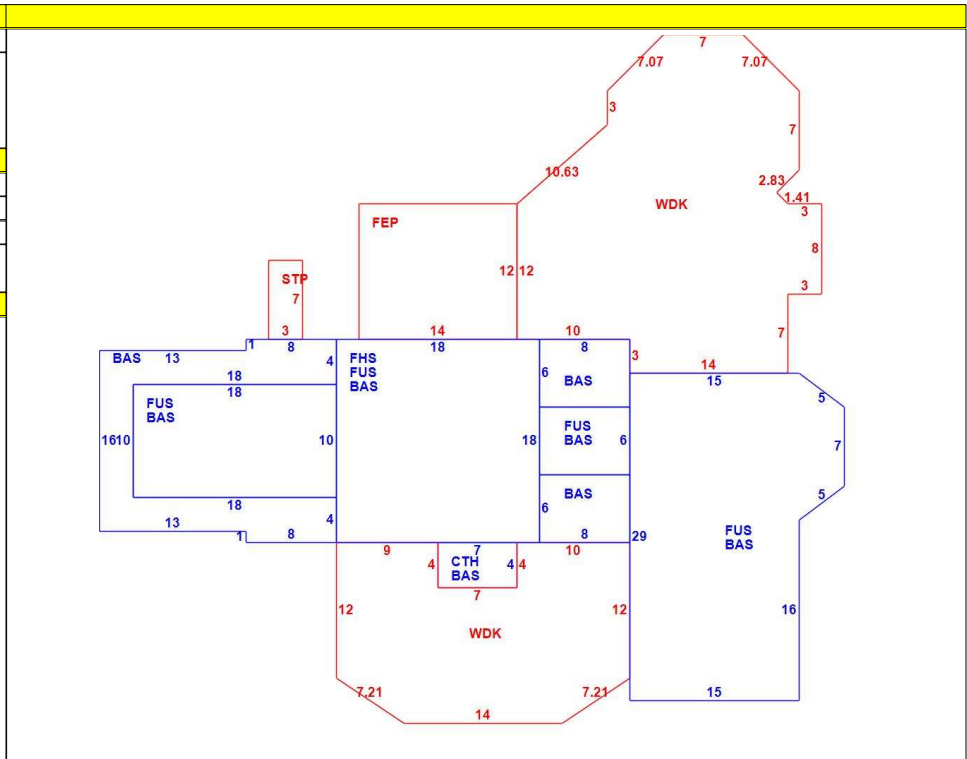 7
7.07 7.07
3
7
10.63
2.83
1.41
3
WDK
FEP
8
12 12
STP
7
3
7
3 14 10
1 8 18 8 3 14
BAS 13 4 FHS
FUS
BAS
6 BAS 15
5
18
18
FUS
BAS
FUS
BAS
16 10 10 18 6 7
18 BAS 5
4 6
13
1 8 9 7 8 10 29
FUS
BAS
4 CTH
BAS
4 4
7
12 12 16
WDK
7.21 7.21
14 15